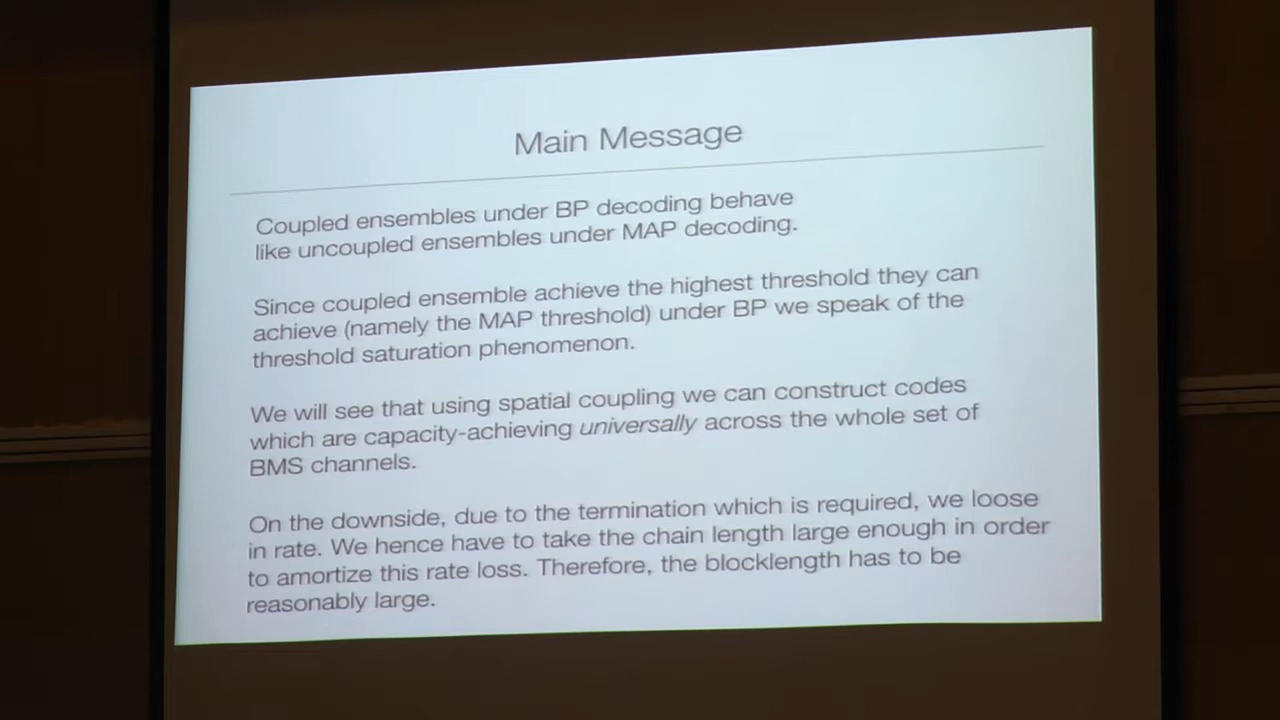 Main Message
Coupled ensembles under BP decoding behave
like uncoupled ensembles under MAP decoding.
Since coupled ensemble achieve the highest threshold they can
achieve (namely the MAP threshold) under BP we speak of the
threshold saturation phenomenon.
We will see that using spatial coupling we can construct codes
which are capacity-achieving universally across the whole set of
BMS channels.
On the downside, due to the termination which is required, we loose
in rate. We hence have to take the chain length large enough in order
to amortize this rate loss. Therefore, the blocklength has to be
reasonably large.